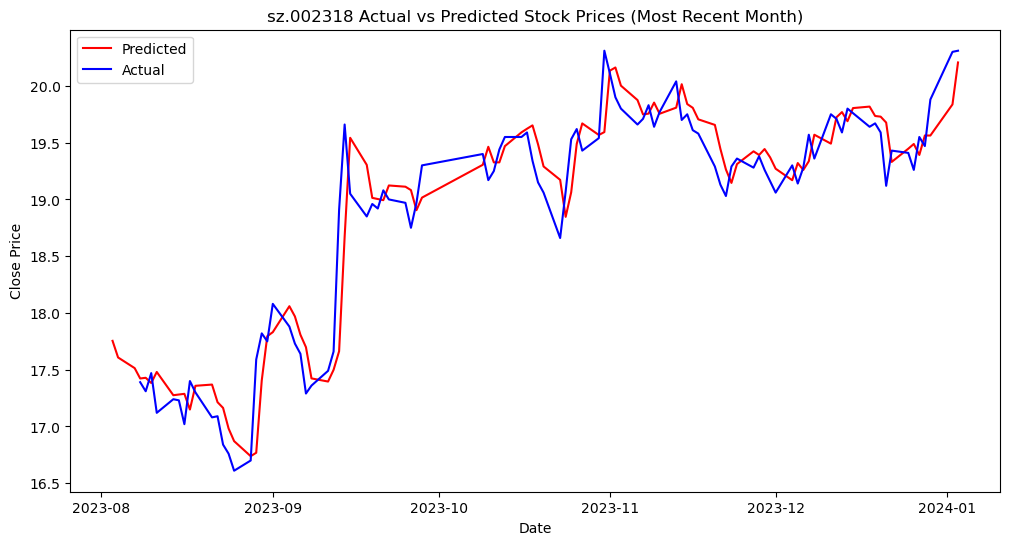 sz.002318 Actual vs Predicted Stock Prices (Most Recent Month)
Predicted
Actual
Close Price
20.0
19.5
19.0
18.5
18.0
17.5
17.0
16.5
2023-08
2023-09
2023-10
2023-11
2023-12
2024-01
Date